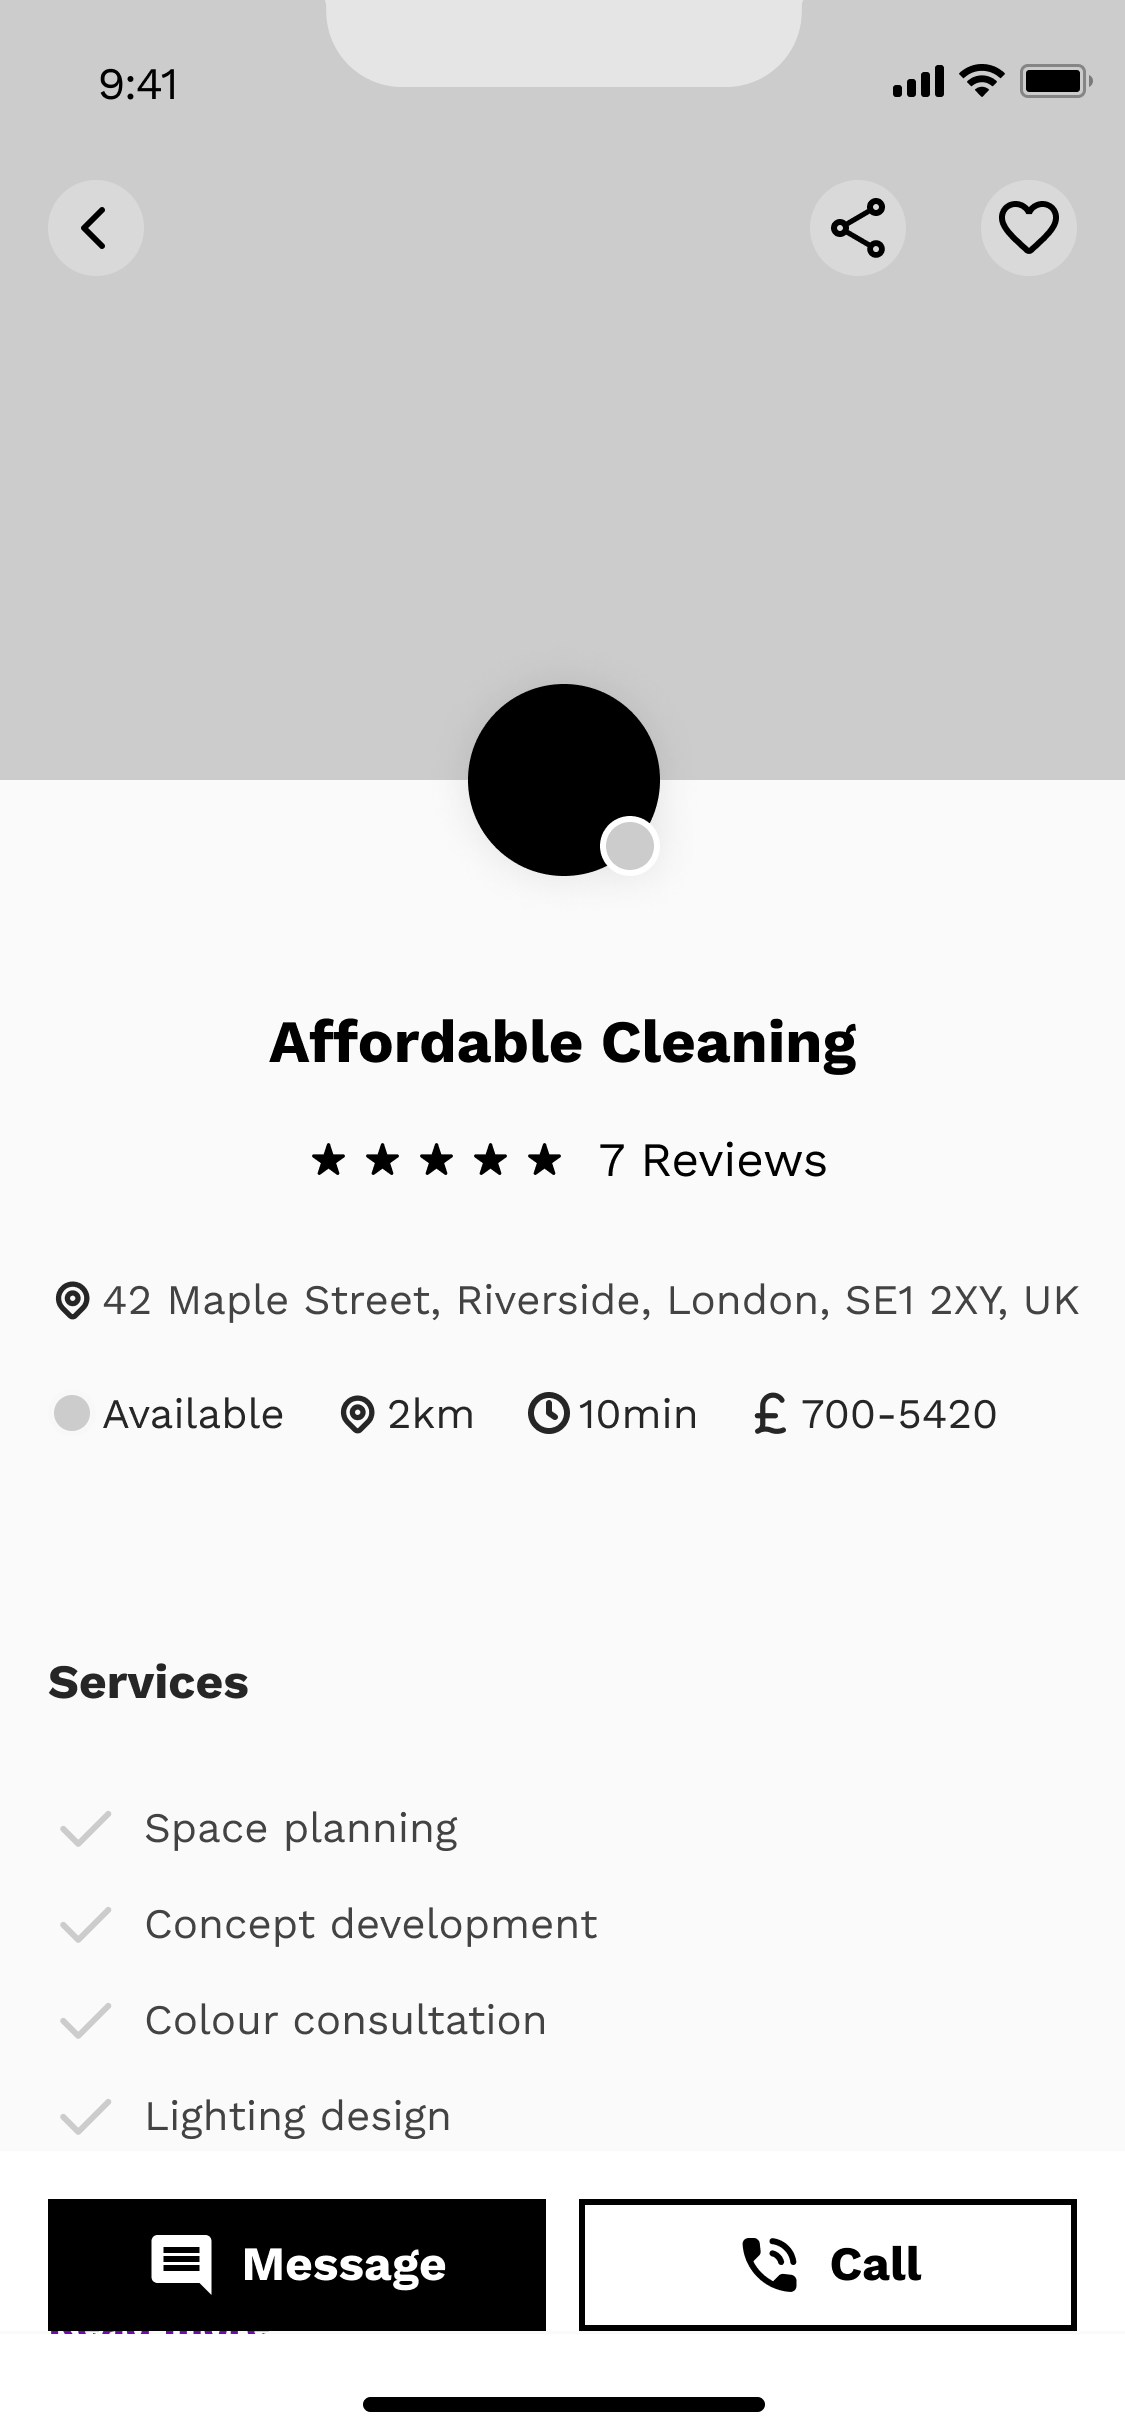 9:41
Affordable Cleaning
7 Reviews
42 Maple Street, Riverside, London, SE1 2XY, UK
Available 2km 10min £ 700-5420
Services
Space planning
Concept development
Colour consultation
Lighting design
Message Call